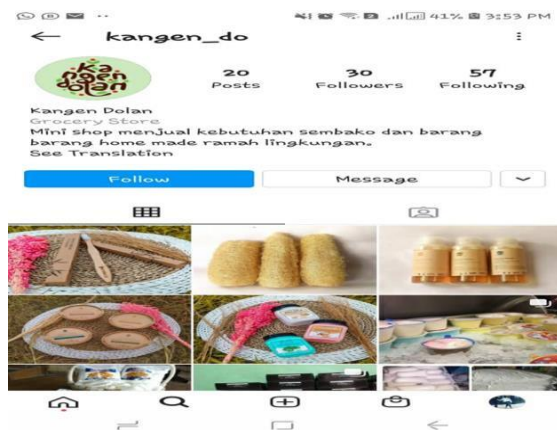 41% 3:53 PM
kangen_do
ka
ngen
dolan
20
30
57
Posts
Followers
Following
Kangen Dolan
Grocery Store
Mini shop menjual kebutuhan sembako dan barang
barang home made ramah lingkungan.
See Translation
Follow
Message